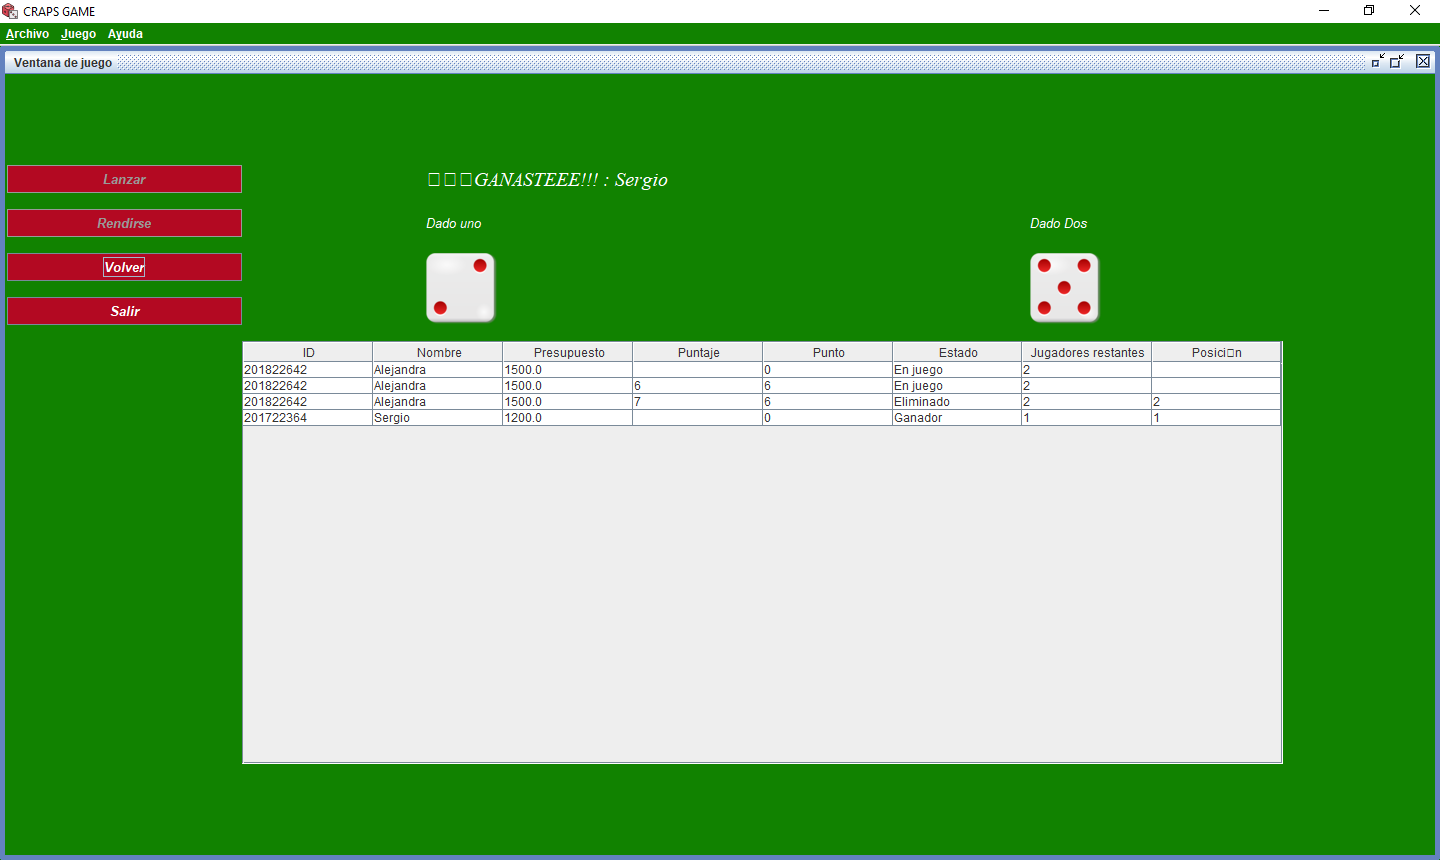 CRAPS GAME
Archivo Juego Ayuda
Ventana de juego
Lanzar
Rendirse
Volver
Salir
□□□GANASTEEE!!! : Sergio
Dado uno Dado Dos
ID Nombre Presupuesto Puntaje Punto Estado Jugadores restantes Posici□n
201822642 Alejandra 1500.0 0 En juego 2
201822642 Alejandra 1500.0 6 6 En juego 2
201822642 Alejandra 1500.0 7 6 Eliminado 2 2
201722364 Sergio 1200.0 0 Ganador 1 1